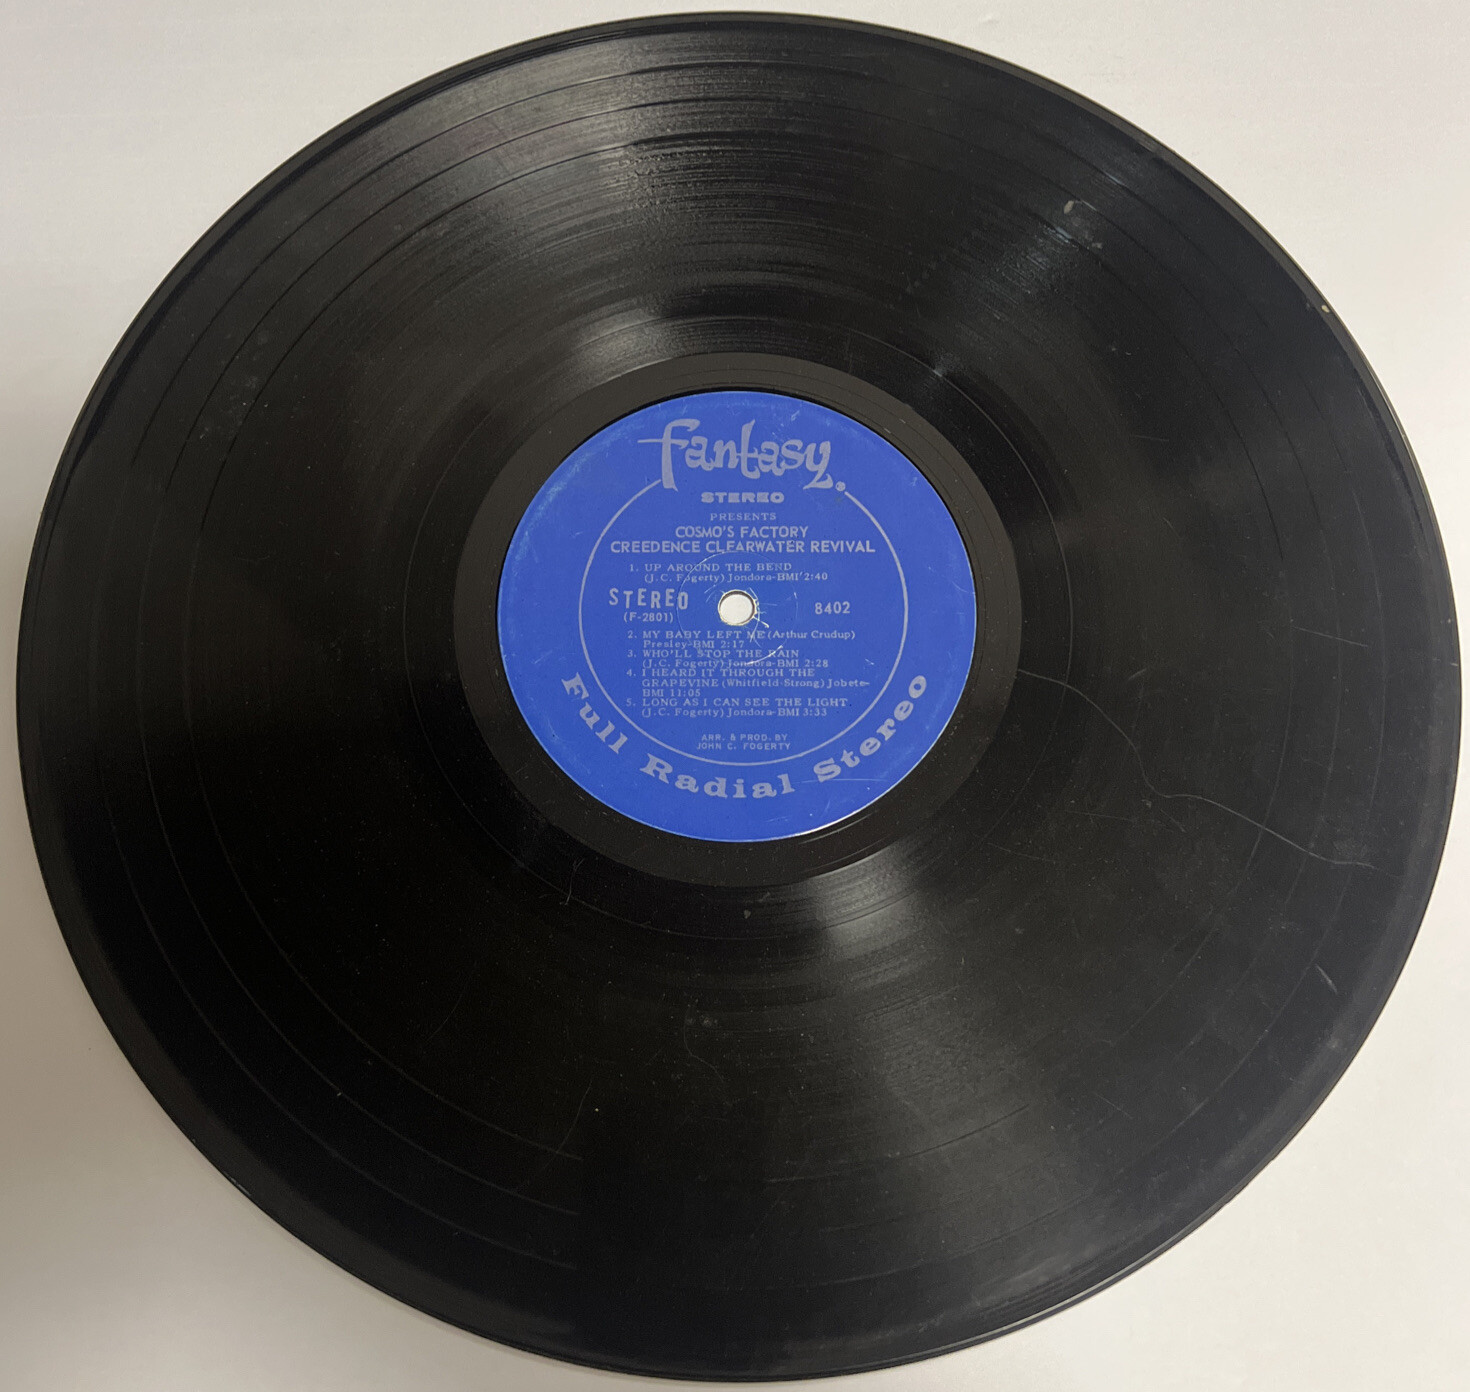 fantasy
STEREO
PRESENTS
COSMO'S FACTORY
CREEDENCE CLEARWATER REVIVAL
1. UP AROUND THE BEND
(J.C. Fogerty) Jondora-BMI 2:40
STEREO
(F-2801)
8402
2. MY BABY LEFT ME (Arthur Crudup)
Presley-BMI 2:17
3. WHO'LL STOP THE RAIN
(J.C. Fogerty) Jondora-BMI 2:28
4. I HEARD IT THROUGH THE
GRAPEVINE (Whitfield-Strong) Jobete-
BMI 11:05
5. LONG AS I CAN SEE THE LIGHT
(J.C. Fogerty) Jondora-BMI 3:33
ARR. & PROD. BY
JOHN C. FOGERTY
Full Radial Stereo